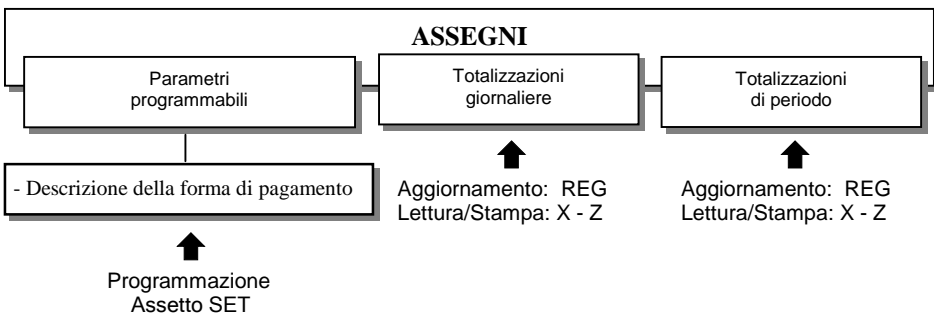 ASSEGNI
Parametri
programmabili
Totalizzazioni
giornaliere
Totalizzazioni
di periodo
- Descrizione della forma di pagamento
Aggiornamento: REG
Lettura/Stampa: X - Z
Aggiornamento: REG
Lettura/Stampa: X - Z
Programmazione
Assetto SET